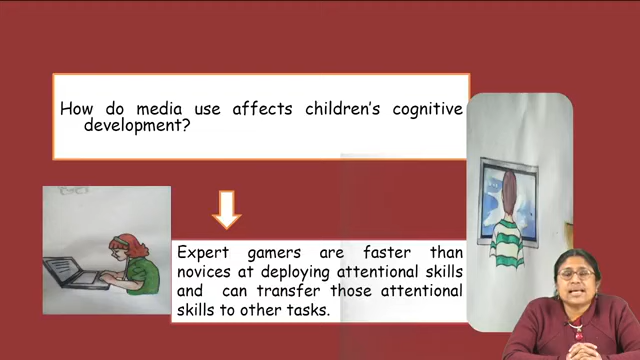 How do media use affects children's cognitive
development?
Expert gamers are faster than
novices at deploying attentional skills
and can transfer those attentional
skills to other tasks.